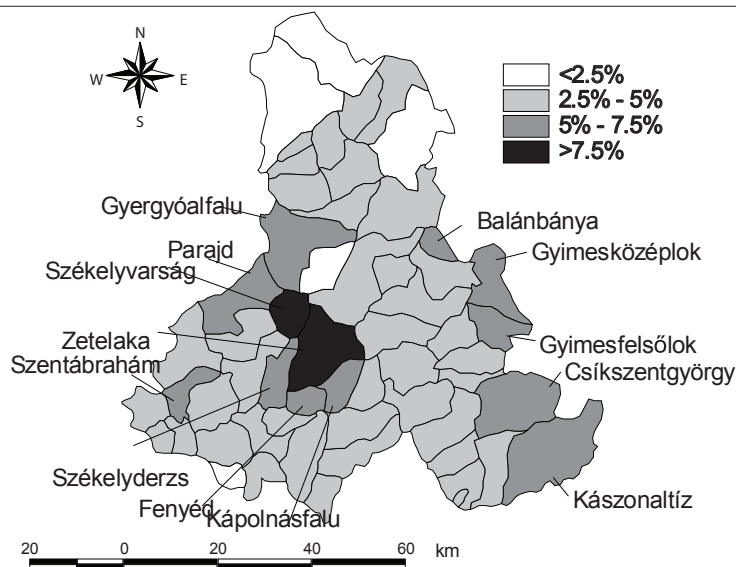 N
W E
S
<2.5%
2.5% - 5%
5% - 7.5%
>7.5%
Gyergyóalfalu
Balánbánya
Parajd
Gyimesközéplok
Székelyvarság
Zetelaka
Gyimesfelsőlok
Szentábrahám
Csíkszentgyörgy
Székelyderzs
Fenyéd
Kápolnásfalu
Kászonaltíz
20 0 20 40 60 km